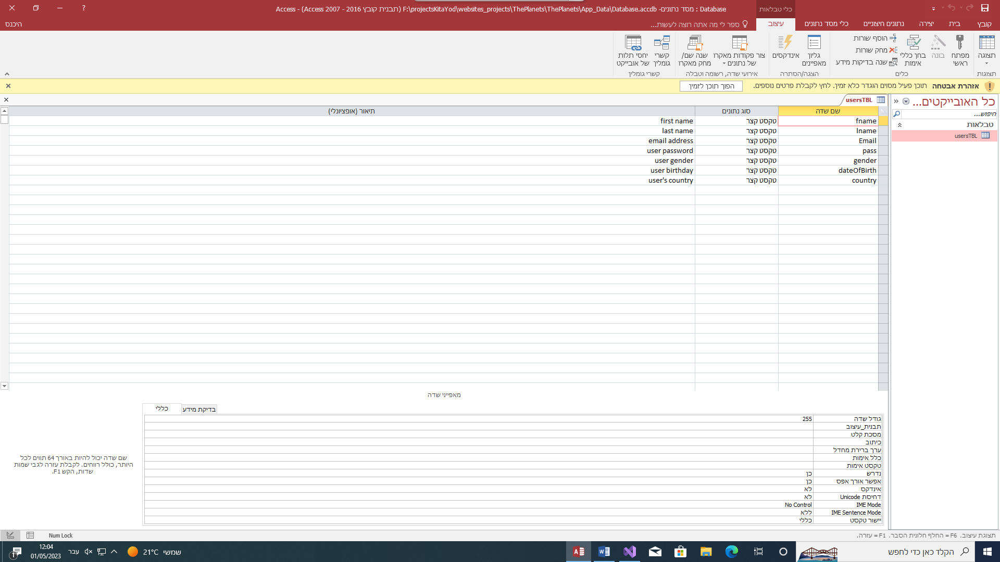 Database : מסד נתונים- F:\projectsKitaYod\websites_projects\ThePlanets\ThePlanets\App_Data\Database.accdb (תבנית קובץ Access 2007 - 2016) - Access
כלי טבלאות
קובץ
בית
יצירה
נתונים חיצוניים
כלי מסד נתונים
עיצוב
ספר לי מה אתה רוצה לעשות...
היכנס
תצוגה
מפתח ראשי
בונה
בחך כללי אימות
הוסף שורות
מחק שורות
שנה בדיקות מידע
גליון מאפיינים
אינדקסים
צור פקודות מאקרו של נתונים
שנה שם/ מחק מאקרו
קשרי גומלין
יחסי תלות של אובייקט
תצוגות
כלים
הצגה/הסתרה
אירועי שדה, רשומה וטבלה
קשרי גומלין
אזהרת אבטחה תוכן פעיל מסוים הוגדר כלא זמין. לחץ לקבלת פרטים נוספים.
הפוך תוכן לזמין
כל האובייקטים...
חיפוש...
טבלאות
usersTBL
usersTBL
שם שדה סוג נתונים תיאור (אופציונלי)
fname טקסט קצר first name
lname טקסט קצר last name
Email טקסט קצר email address
pass טקסט קצר user password
gender טקסט קצר user gender
dateOfBirth טקסט קצר user birthday
country טקסט קצר user's country
מאפייני שדה
כללי בדיקת מידע
גודל שדה 255
תבנית_עיצוב
מסכת קלט
כיתוב
ערך ברירת מחדל
כלל אימות
טקסט אימות
נדרש כן
אפשר אורך אפס כן
אינדקס לא
דחיסת Unicode לא
IME Mode No Control
IME Sentence Mode ללא
יישור טקסט כללי
שם שדה יכול להיות באורך 64 תווים לכל
היותר, כולל רווחים. לקבלת עזרה לגבי שמות
שדות, הקש F1.
תצוגת עיצוב. F6 = החלף חלונית הסבר. F1 = עזרה.
Num Lock
הקלד כאן כדי לחפש
21°C שמשי
עבר
12:04
01/05/2023
1